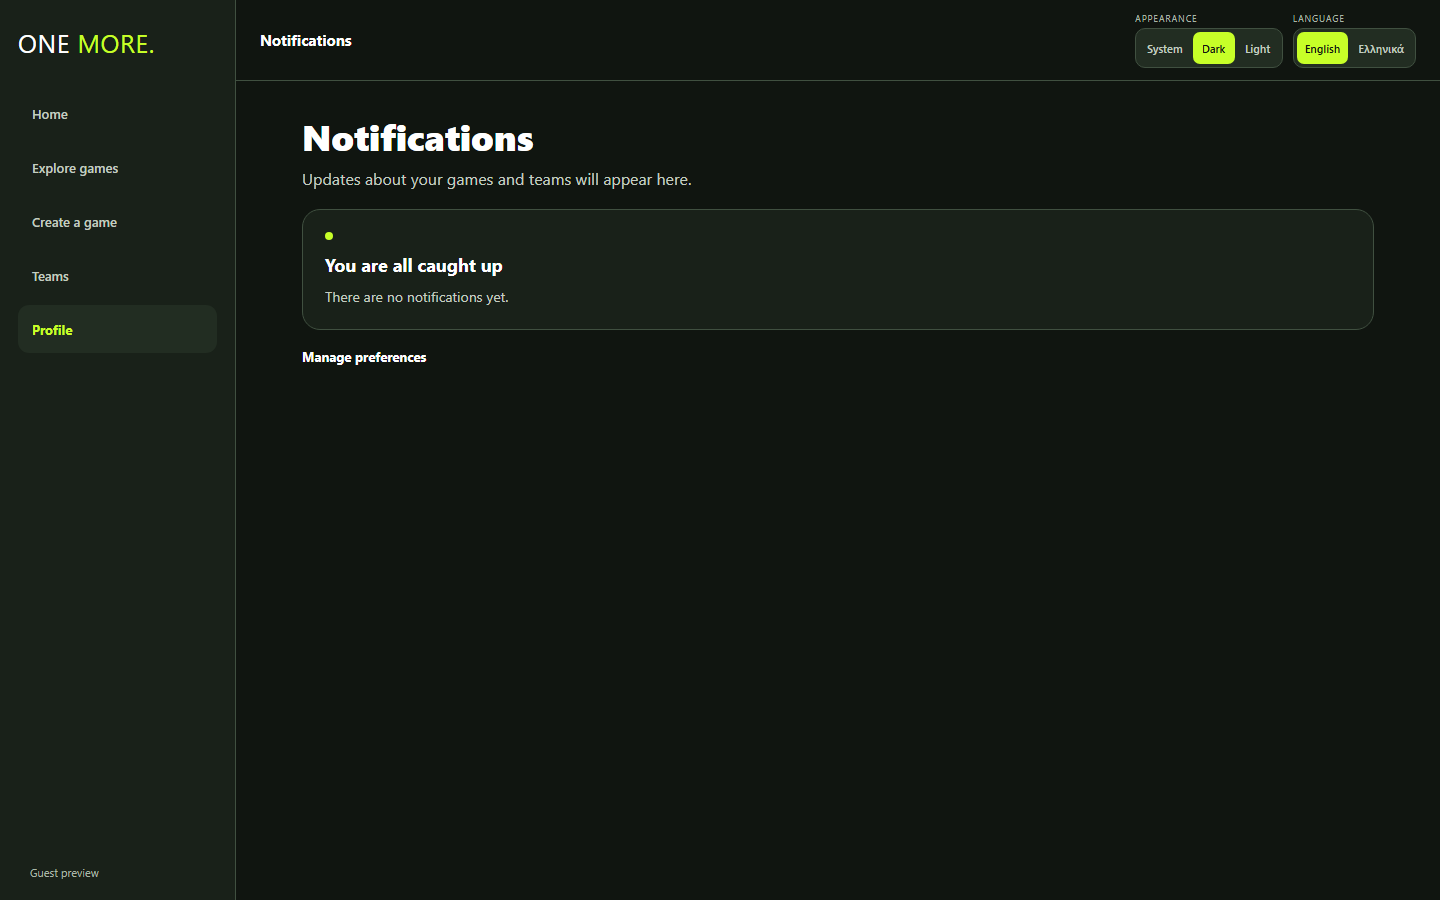 ONE MORE.
Home
Explore games
Create a game
Teams
Profile
Guest preview
Notifications
APPEARANCE
System Dark Light
LANGUAGE
English Ελληνικά
Notifications
Updates about your games and teams will appear here.
You are all caught up
There are no notifications yet.
Manage preferences